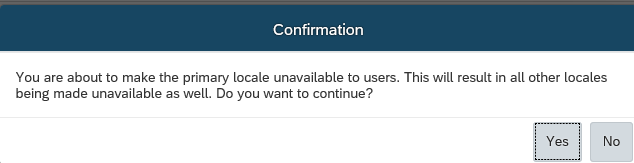 Confirmation
You are about to make the primary locale unavailable to users. This will result in all other locales
being made unavailable as well. Do you want to continue?
Yes No